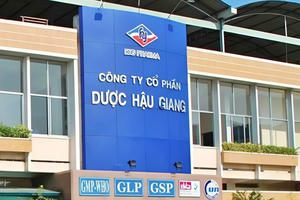 DHG PHARMA
CÔNG TY CỔ PHẦN
DƯỢC HẬU GIANG
GMP-WHO GLP GSP